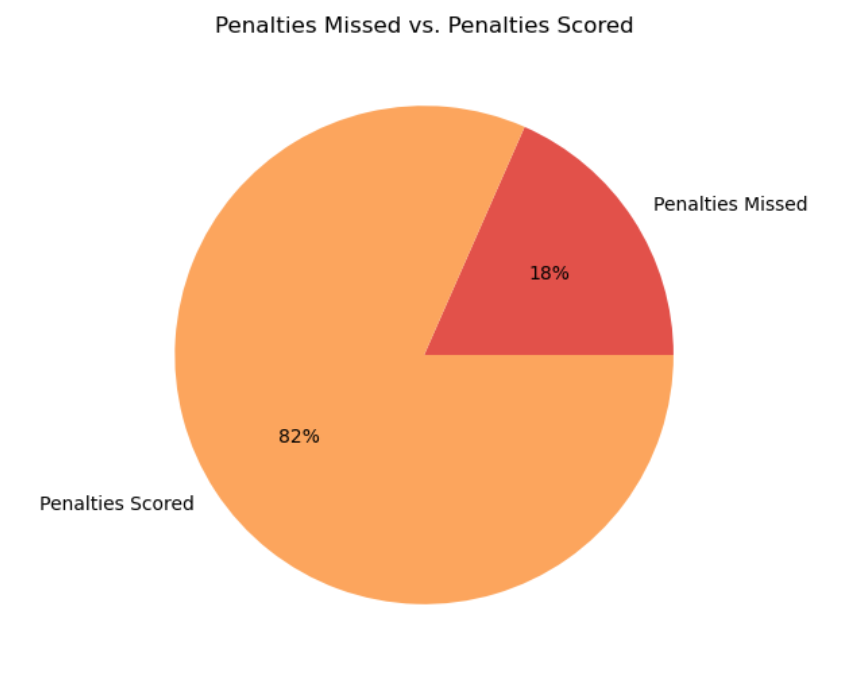 Penalties Missed vs. Penalties Scored
Penalties Missed
18%
82%
Penalties Scored